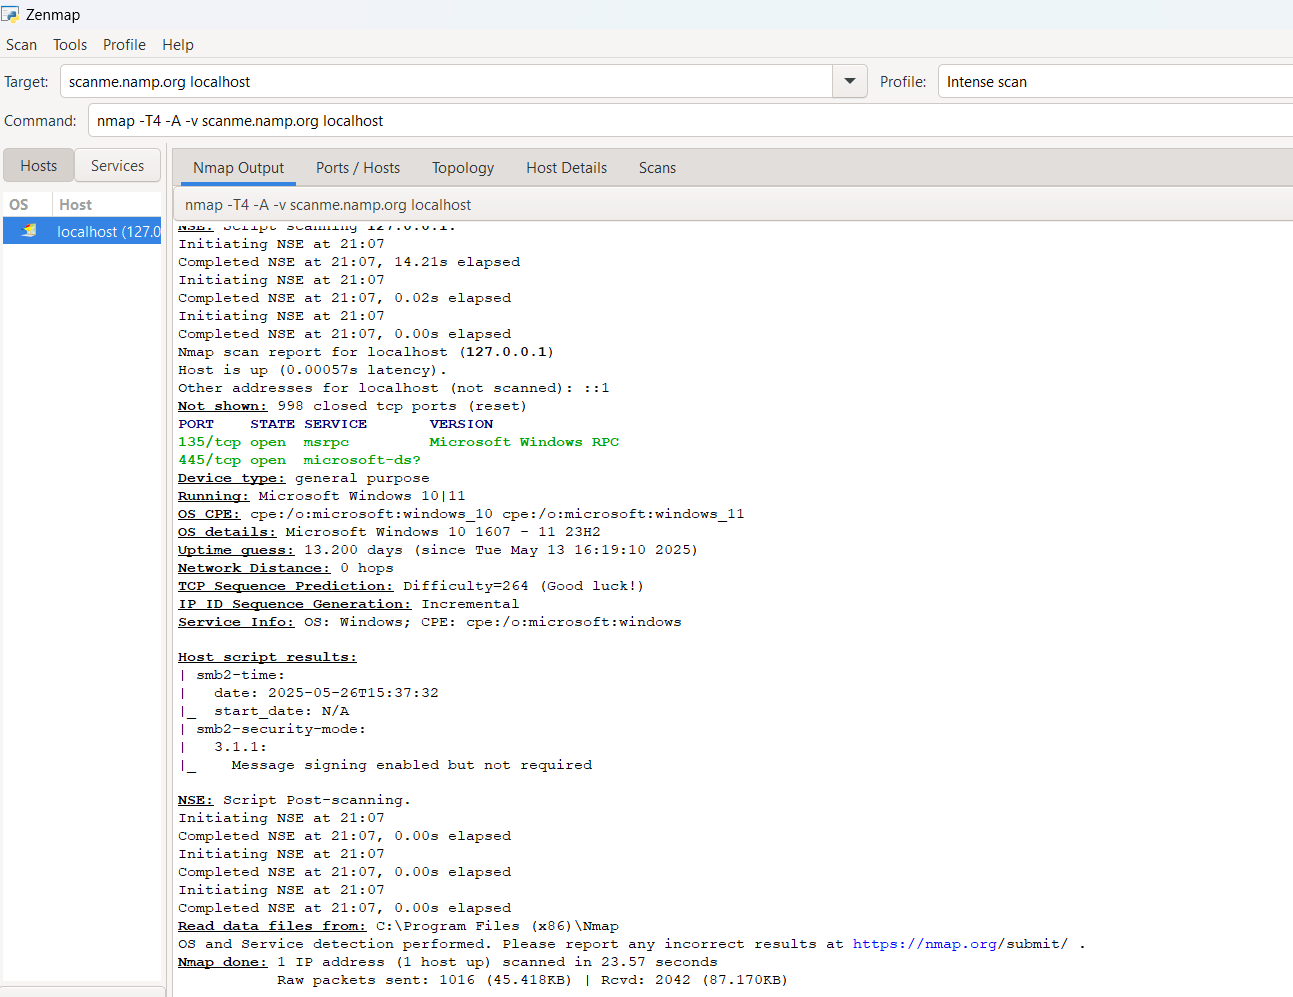 Zenmap
Scan Tools Profile Help
Target: scanme.namp.org localhost Profile: Intense scan
Command: nmap -T4 -A -v scanme.namp.org localhost
Hosts Services
Nmap Output Ports / Hosts Topology Host Details Scans
OS Host
localhost (127.0
nmap -T4 -A -v scanme.namp.org localhost
NSE: Script scanning 127.0.0.1.
Initiating NSE at 21:07
Completed NSE at 21:07, 14.21s elapsed
Initiating NSE at 21:07
Completed NSE at 21:07, 0.02s elapsed
Initiating NSE at 21:07
Completed NSE at 21:07, 0.00s elapsed
Nmap scan report for localhost (127.0.0.1)
Host is up (0.00057s latency).
Other addresses for localhost (not scanned): ::1
Not shown: 998 closed tcp ports (reset)
PORT    STATE SERVICE       VERSION
135/tcp open  msrpc         Microsoft Windows RPC
445/tcp open  microsoft-ds?
Device type: general purpose
Running: Microsoft Windows 10|11
OS CPE: cpe:/o:microsoft:windows_10 cpe:/o:microsoft:windows_11
OS details: Microsoft Windows 10 1607 - 11 23H2
Uptime guess: 13.200 days (since Tue May 13 16:19:10 2025)
Network Distance: 0 hops
TCP Sequence Prediction: Difficulty=264 (Good luck!)
IP ID Sequence Generation: Incremental
Service Info: OS: Windows; CPE: cpe:/o:microsoft:windows
Host script results:
| smb2-time:
|   date: 2025-05-26T15:37:32
|_  start_date: N/A
| smb2-security-mode:
|   3.1.1:
|_    Message signing enabled but not required
NSE: Script Post-scanning.
Initiating NSE at 21:07
Completed NSE at 21:07, 0.00s elapsed
Initiating NSE at 21:07
Completed NSE at 21:07, 0.00s elapsed
Initiating NSE at 21:07
Completed NSE at 21:07, 0.00s elapsed
Read data files from: C:\Program Files (x86)\Nmap
OS and Service detection performed. Please report any incorrect results at https://nmap.org/submit/ .
Nmap done: 1 IP address (1 host up) scanned in 23.57 seconds
Raw packets sent: 1016 (45.418KB) | Rcvd: 2042 (87.170KB)